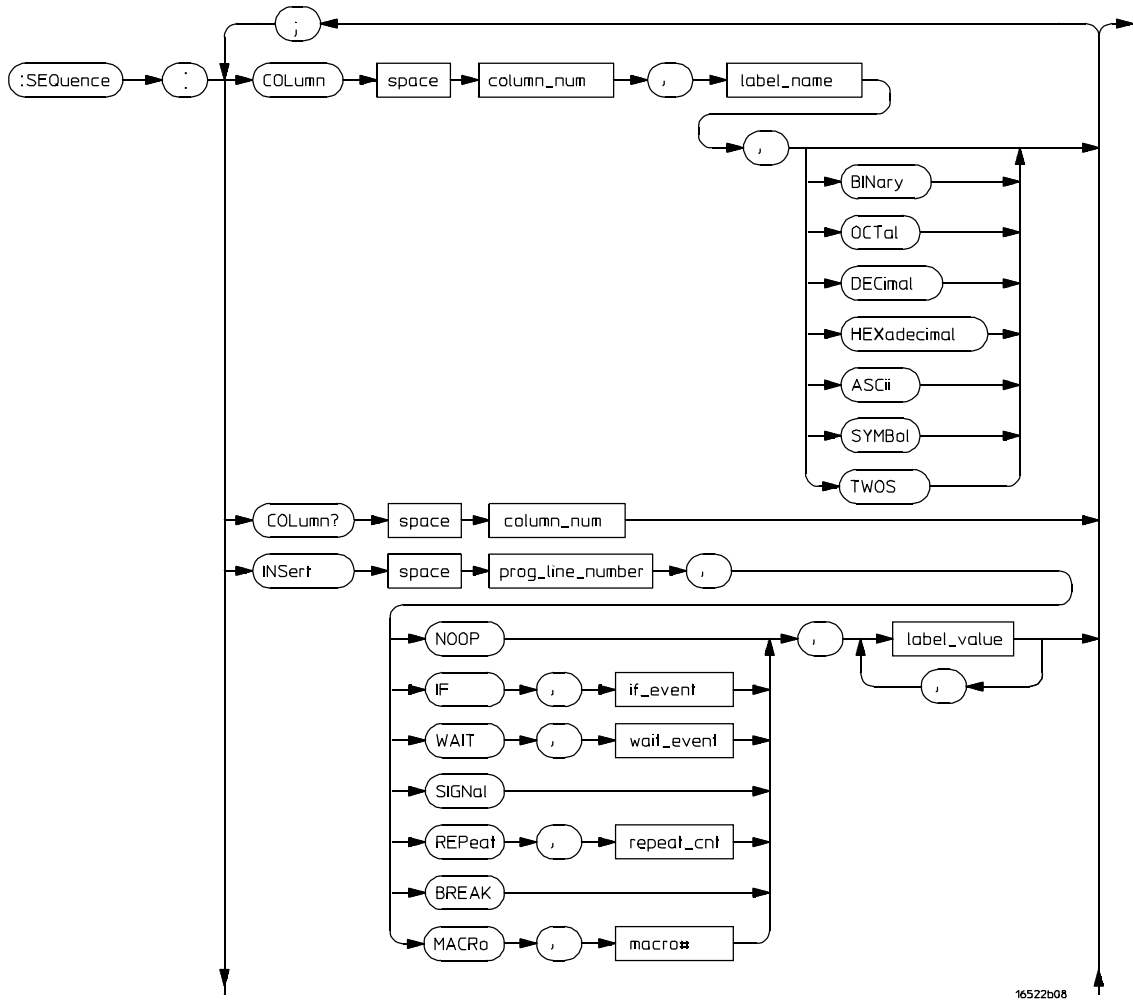 ;
:SEQuence : COLumn space column_num , label_name
,
BINary
OCTal
DECimal
HEXadecimal
ASCii
SYMBol
TWOS
COLumn? space column_num
INSert space prog_line_number ,
NOOP , label_value
IF , if_event ,
WAIT , wait_event
SIGNal
REPeat , repeat_cnt
BREAK
MACRo , macro#
16522b08